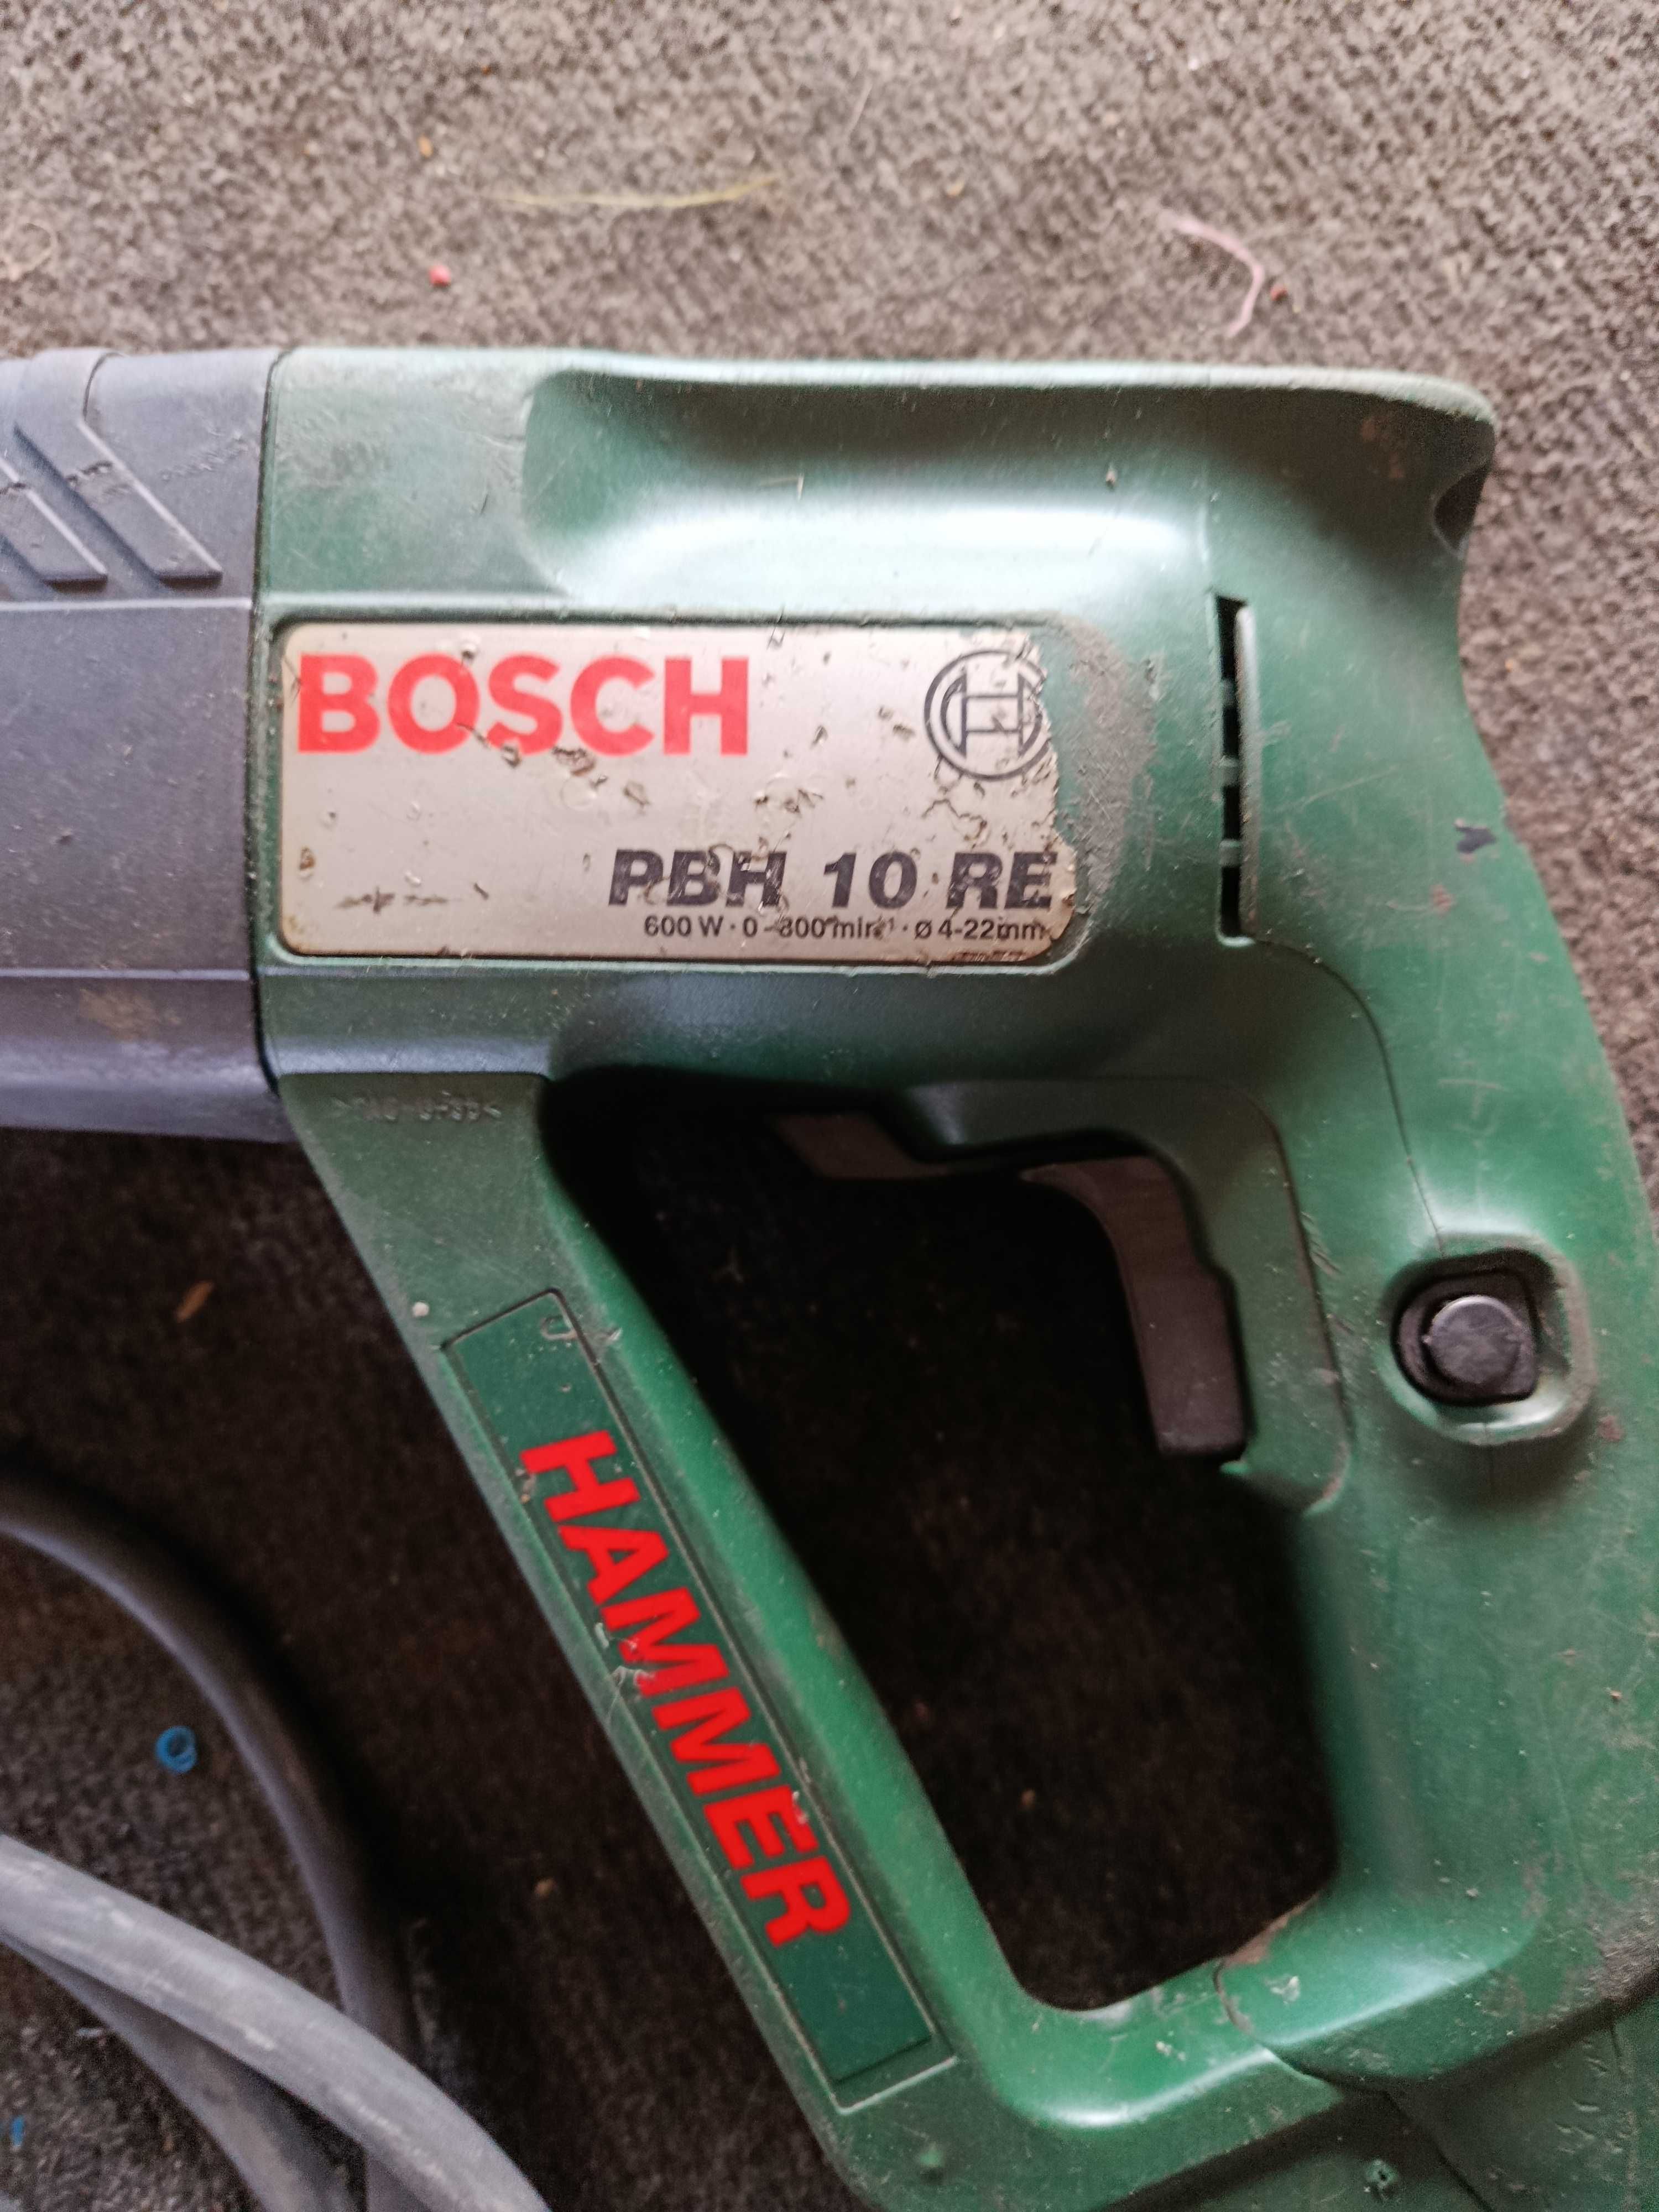 BOSCH
PBH 10 RE
600 W · 0 - 800 min⁻¹ · Ø 4-22mm
HAMMER